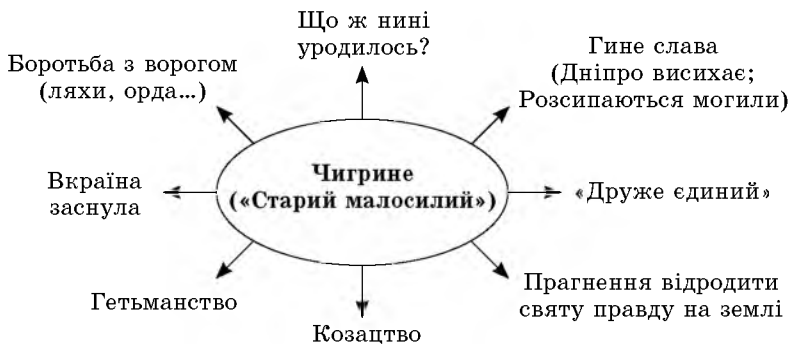 Що ж нині
уродилось?
Боротьба з ворогом
(ляхи, орда...)
Гине слава
(Дніпро висихає;
Розсипаються могили)
Вкраїна
заснула
Чигрине
(«Старий малосилий»)
«Друже єдиний»
Гетьманство
Козацтво
Прагнення відродити
святу правду на землі